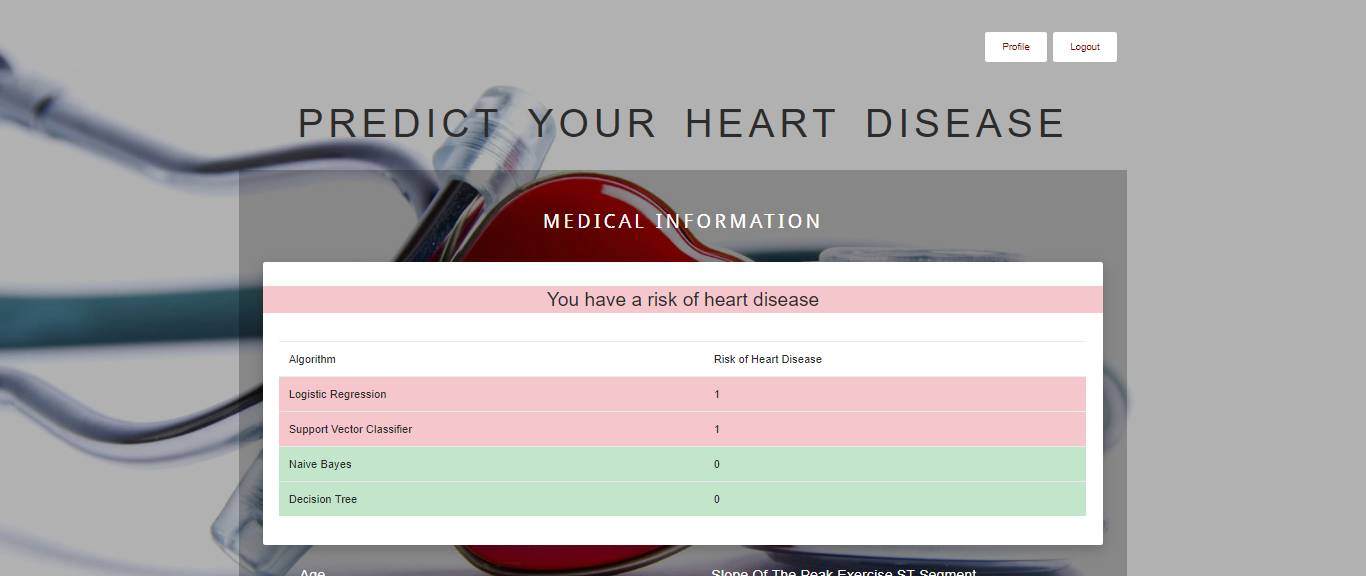 Profile Logout
PREDICT YOUR HEART DISEASE
MEDICAL INFORMATION
You have a risk of heart disease
Algorithm Risk of Heart Disease
Logistic Regression 1
Support Vector Classifier 1
Naive Bayes 0
Decision Tree 0
Age Slope Of The Peak Exercise ST Segment